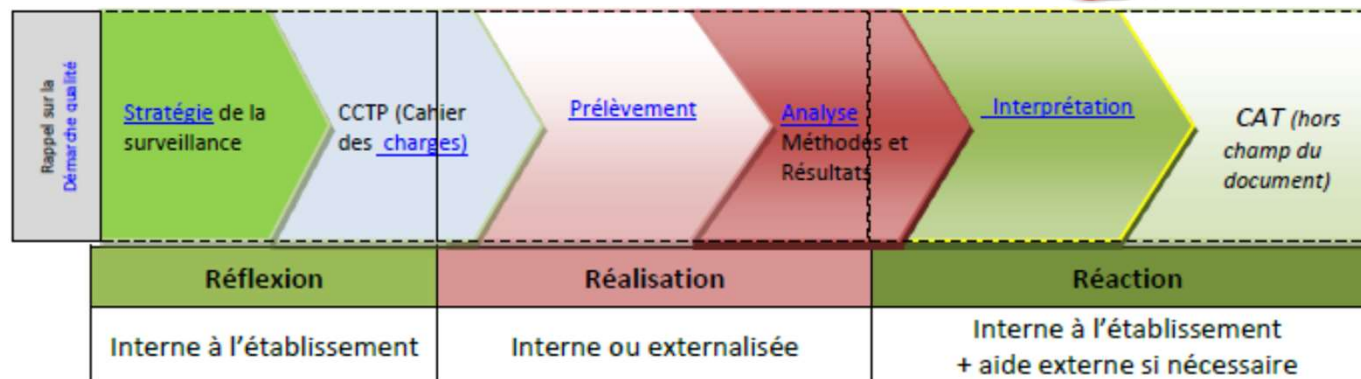 Rappel sur la
Démarche qualité
Stratégie de la
surveillance
CCTP (Cahier
des charges)
Prélèvement
Analyse
Méthodes et
Résultats
Interprétation
CAT (hors
champ du
document)
Réflexion
Réalisation
Réaction
Interne à l'établissement
Interne ou externalisée
Interne à l'établissement
+ aide externe si nécessaire